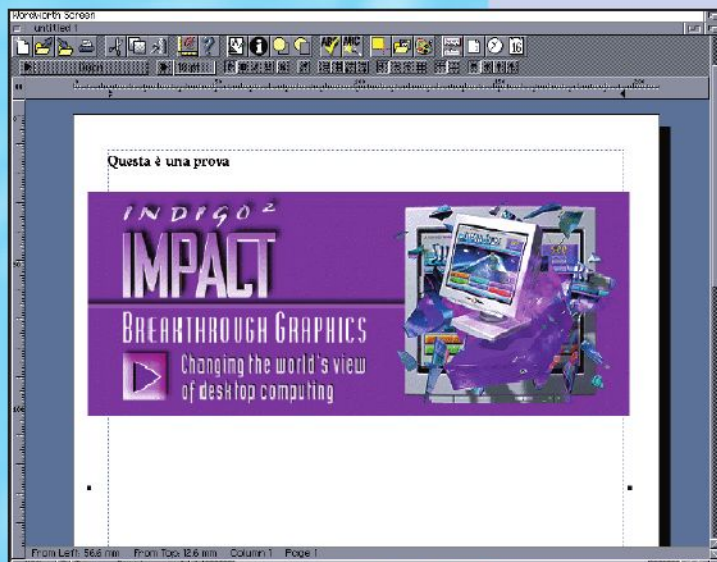 Wordworth Screen
untitled 1
Questa è una prova
INDIGO²
IMPACT
BREAKTHROUGH GRAPHICS
Changing the world's view
of desktop computing
From Left: 56.6 mm From Top: 12.6 mm Column 1 Page 1